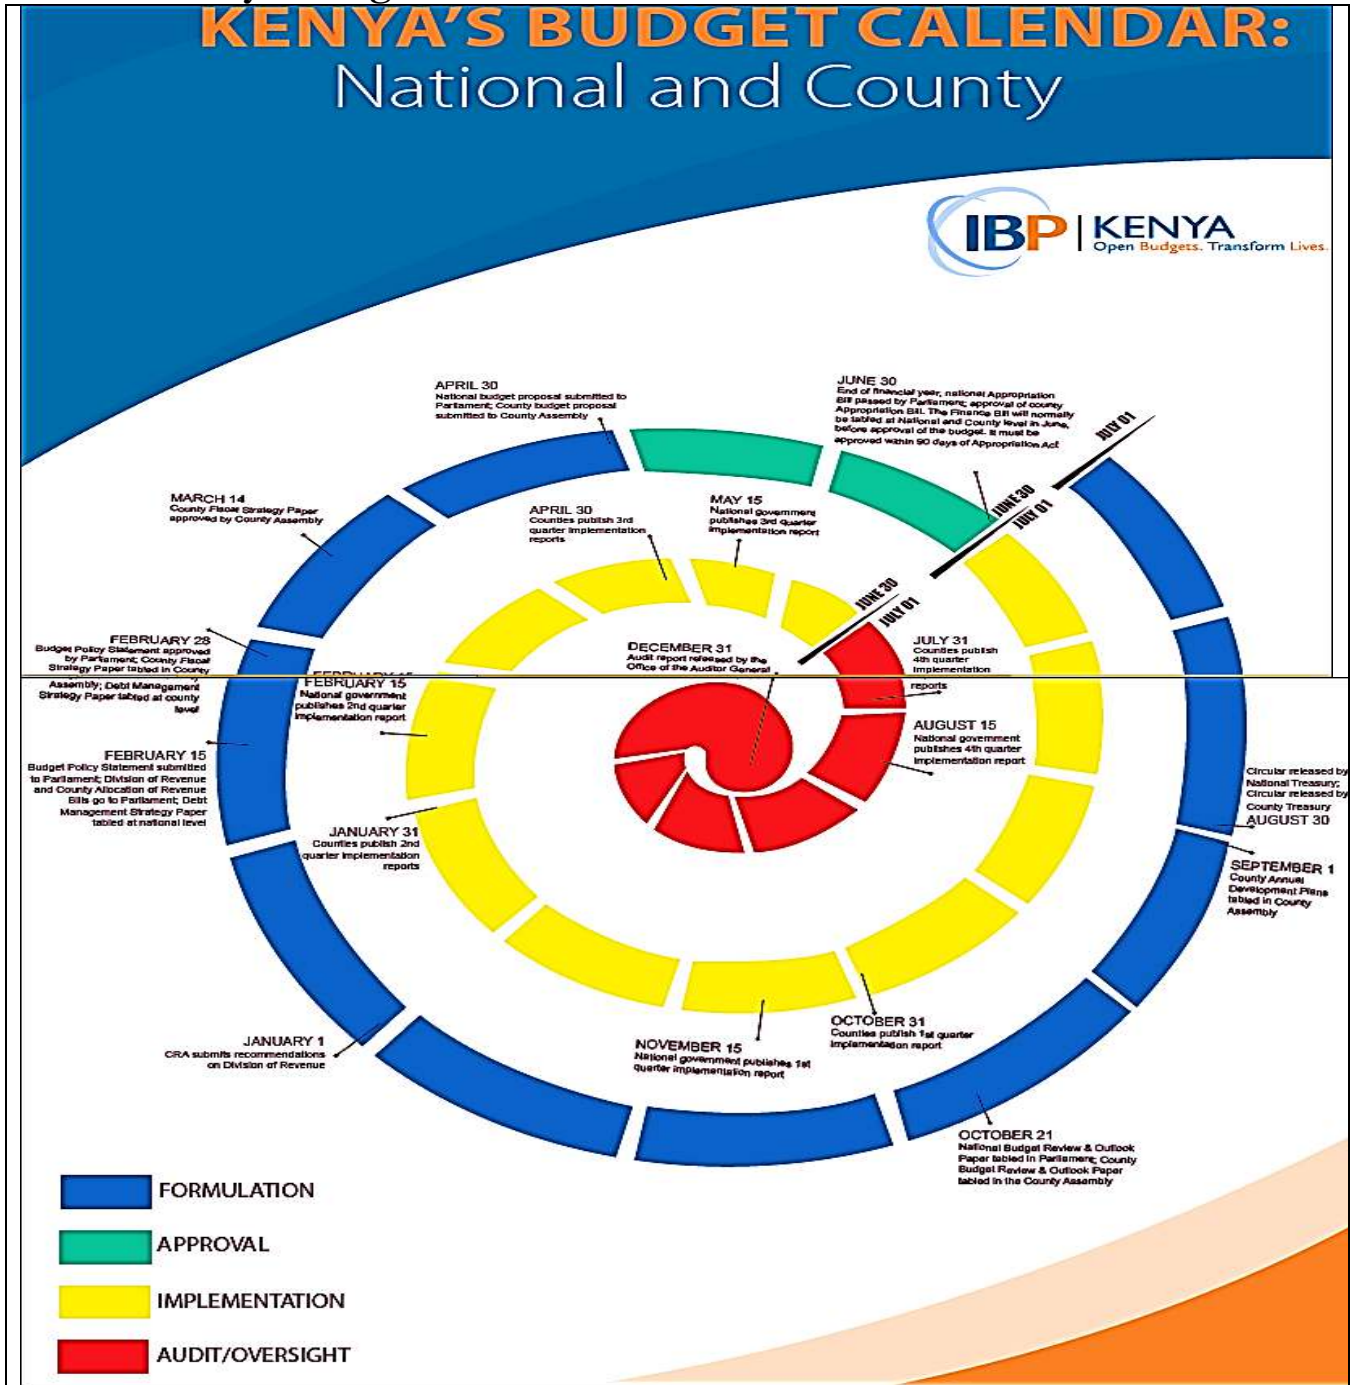 KENYA'S BUDGET CALENDAR:
National and County
IBP | KENYA
Open Budgets. Transform Lives.
APRIL 30
National budget proposal submitted to
Parliament; County budget proposal
submitted to County Assembly
JUNE 30
End of financial year, national Appropriation
Bill passed by Parliament; approval of county
Appropriation Bill. The Finance Bill will normally
be tabled at National and County level in June,
before approval of the budget. It must be
approved within 90 days of Appropriation Act
JULY 01
MARCH 14
County Fiscal Strategy Paper
approved by County Assembly
APRIL 30
Counties publish 3rd
quarter implementation
reports
MAY 15
National government
publishes 3rd quarter
implementation report
JUNE 30
JULY 01
JUNE 30
JULY 01
FEBRUARY 28
Budget Policy Statement approved
by Parliament; County Fiscal
Strategy Paper tabled in County
Assembly; Debt Management
Strategy Paper tabled at county
level
DECEMBER 31
Audit report released by the
Office of the Auditor General
JULY 31
Counties publish
4th quarter
implementation
reports
FEBRUARY 15
FEBRUARY 15
National government
publishes 2nd quarter
implementation report
AUGUST 15
National government
publishes 4th quarter
implementation report
FEBRUARY 15
Budget Policy Statement submitted
to Parliament; Division of Revenue
and County Allocation of Revenue
Bills go to Parliament; Debt
Management Strategy Paper
tabled at national level
Circular released by
National Treasury;
Circular released by
County Treasury
AUGUST 30
JANUARY 31
Counties publish 2nd
quarter implementation
reports
SEPTEMBER 1
County Annual
Development Plans
tabled in County
Assembly
OCTOBER 31
Counties publish 1st quarter
implementation report
JANUARY 1
CRA submits recommendations
on Division of Revenue
NOVEMBER 15
National government publishes 1st
quarter implementation report
OCTOBER 21
National Budget Review & Outlook
Paper tabled in Parliament; County
Budget Review & Outlook Paper
tabled in the County Assembly
FORMULATION
APPROVAL
IMPLEMENTATION
AUDIT/OVERSIGHT